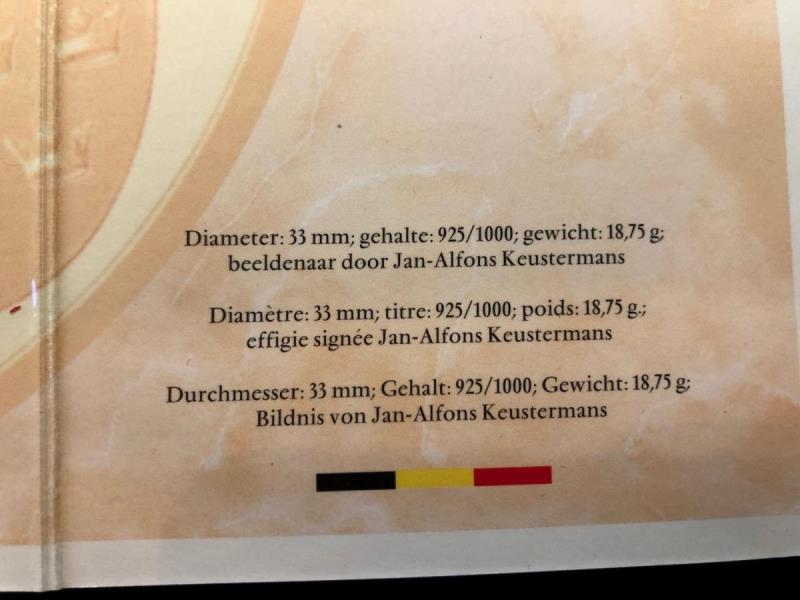 Diameter: 33 mm; gehalte: 925/1000; gewicht: 18,75 g;
beeldenaar door Jan-Alfons Keustermans
Diamètre: 33 mm; titre: 925/1000; poids: 18,75 g.;
effigie signée Jan-Alfons Keustermans
Durchmesser: 33 mm; Gehalt: 925/1000; Gewicht: 18,75 g;
Bildnis von Jan-Alfons Keustermans